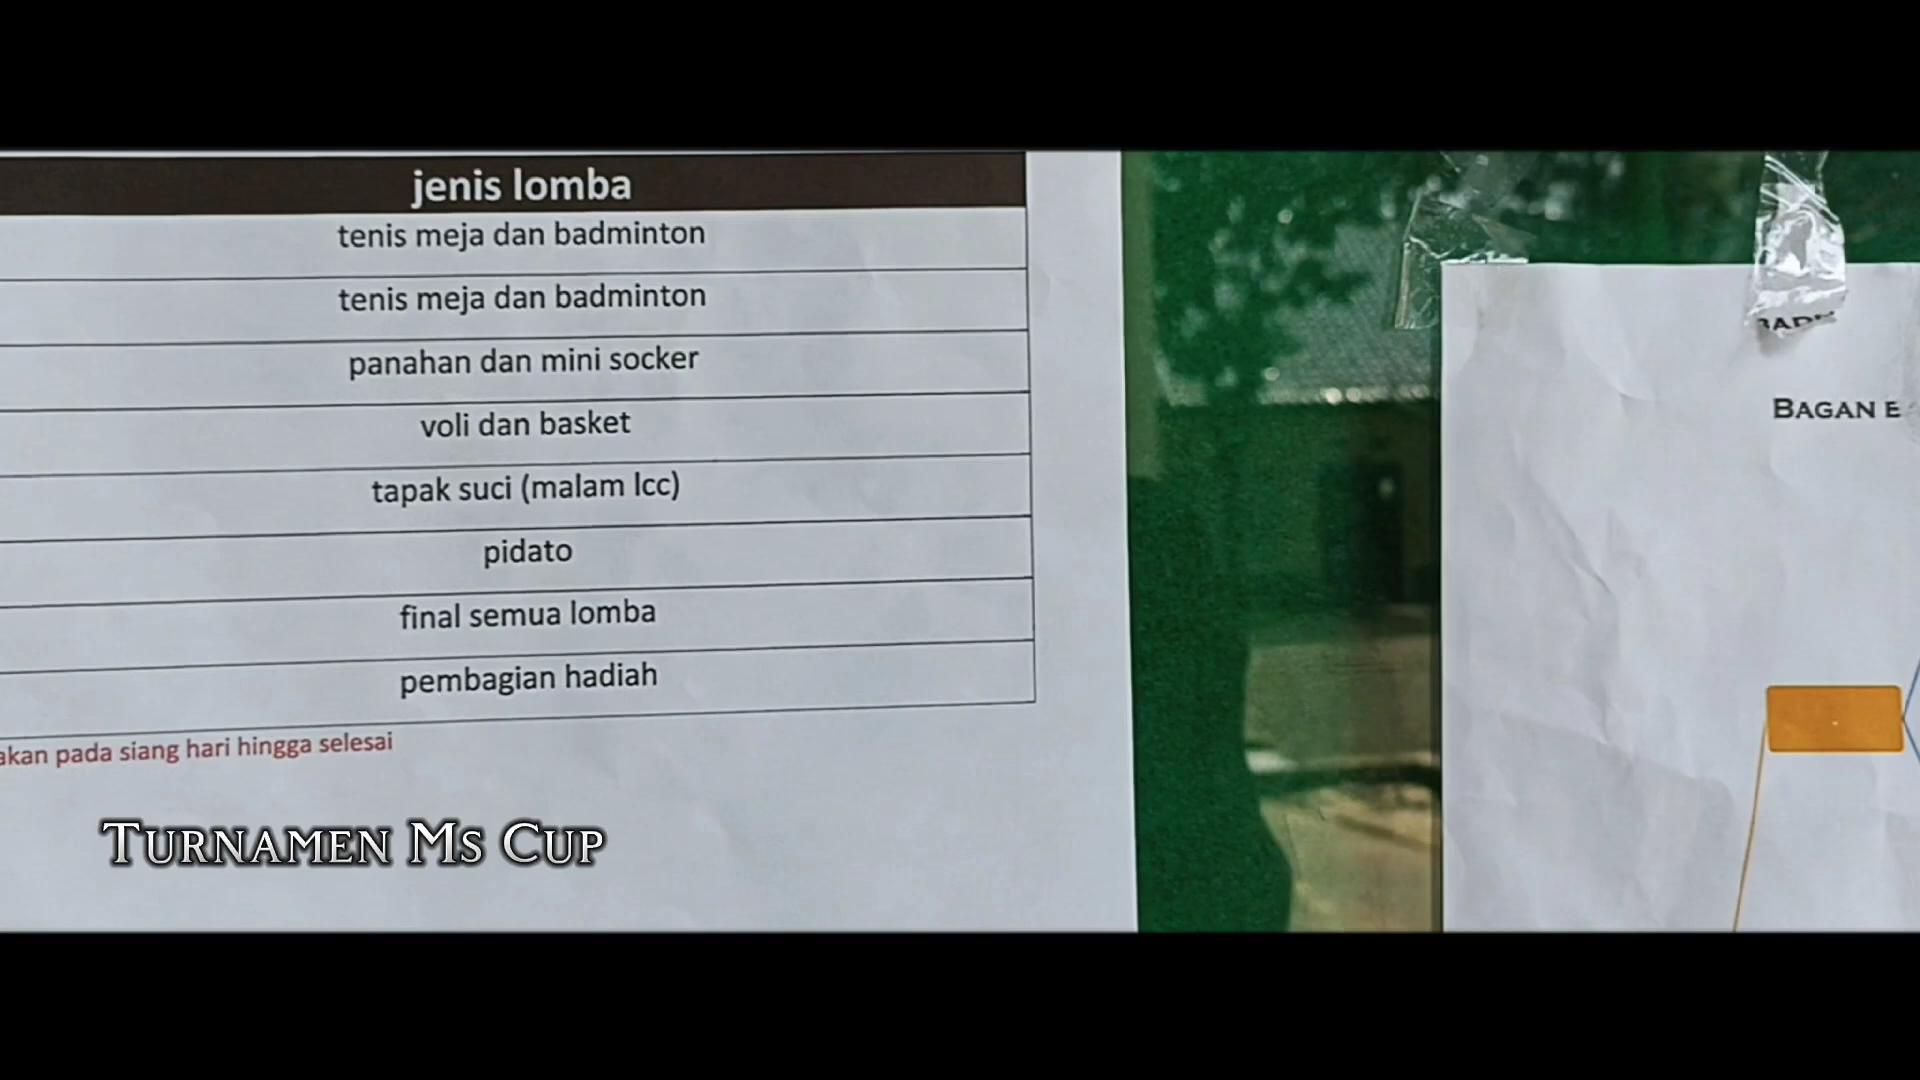 jenis lomba
tenis meja dan badminton
tenis meja dan badminton
panahan dan mini socker
voli dan basket
tapak suci (malam lcc)
pidato
final semua lomba
pembagian hadiah
pada siang hari hingga selesai
Turnamen Ms Cup
BAGAN